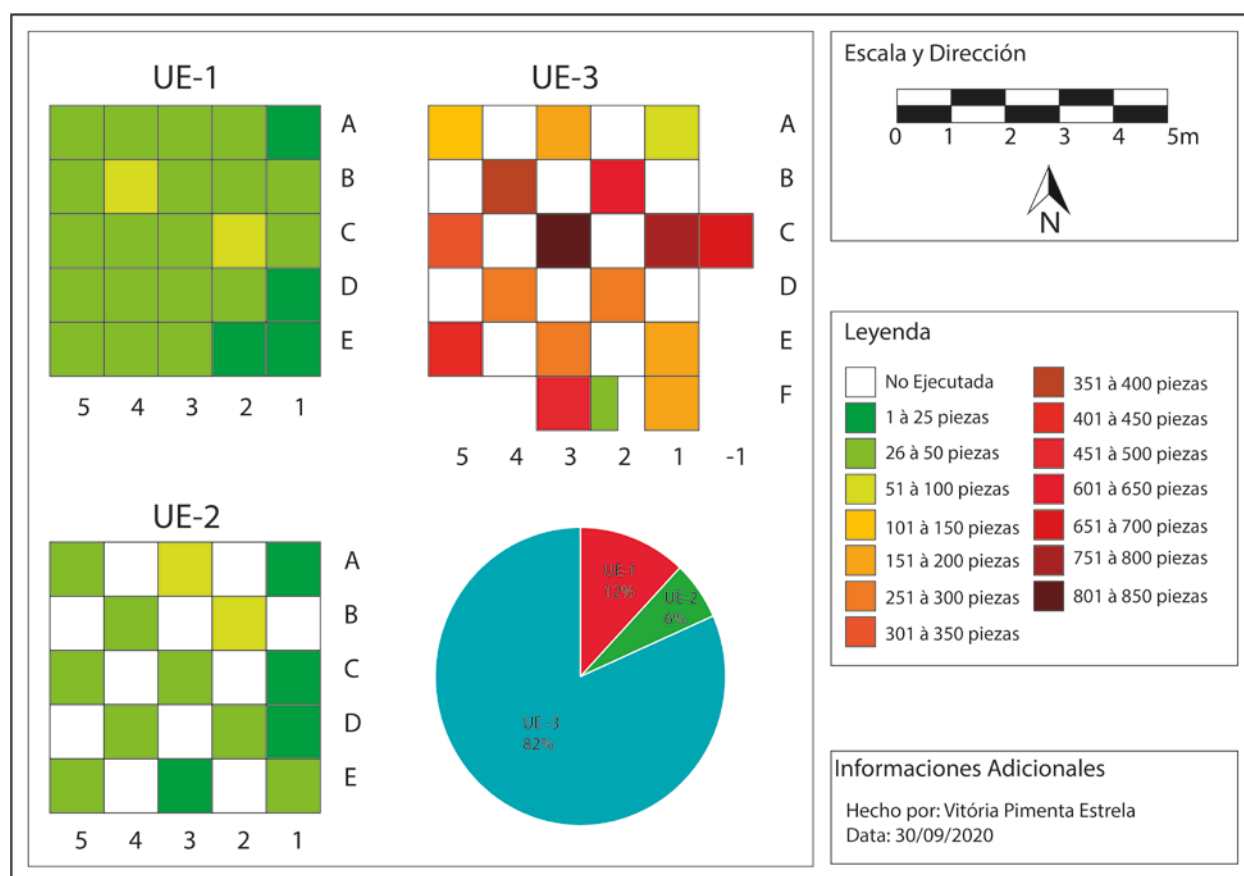 UE-1
A
B
C
D
E
5 4 3 2 1
UE-3
A
B
C
D
E
F
5 4 3 2 1 -1
UE-2
A
B
C
D
E
5 4 3 2 1
UE-1
12%
UE-2
6%
UE -3
82%
Escala y Dirección
0 1 2 3 4 5m
N
Leyenda
No Ejecutada
1 à 25 piezas
26 à 50 piezas
51 à 100 piezas
101 à 150 piezas
151 à 200 piezas
251 à 300 piezas
301 à 350 piezas
351 à 400 piezas
401 à 450 piezas
451 à 500 piezas
601 à 650 piezas
651 à 700 piezas
751 à 800 piezas
801 à 850 piezas
Informaciones Adicionales
Hecho por: Vitória Pimenta Estrela
Data: 30/09/2020